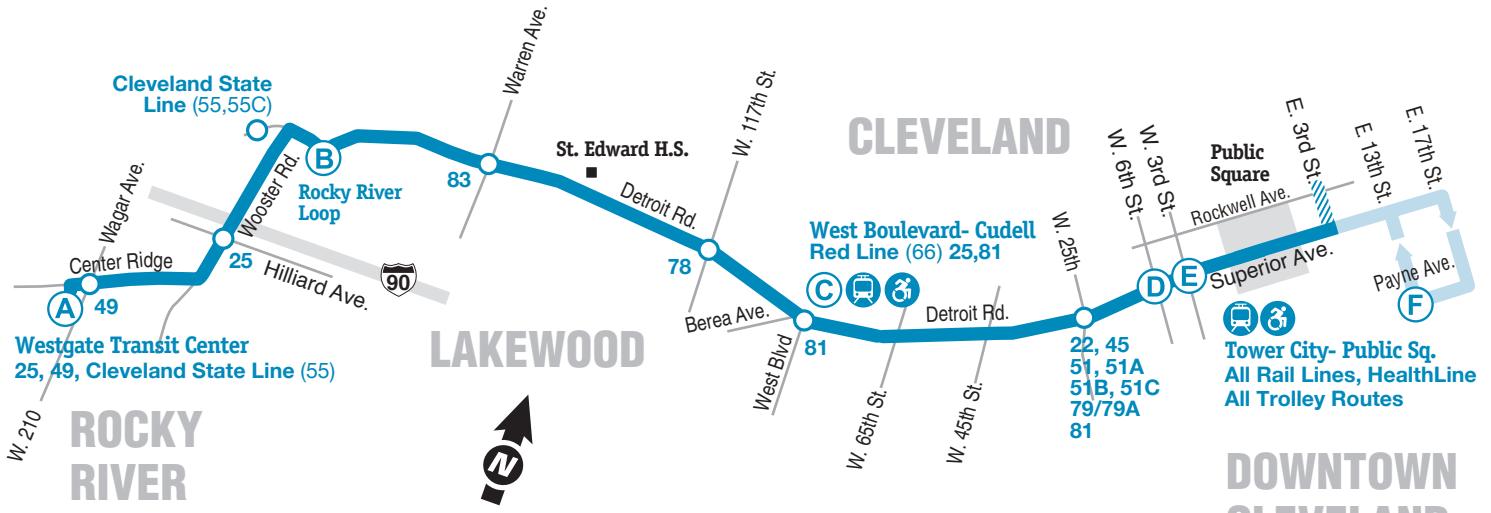 Cleveland State
Line (55,55C)
Warren Ave.
W. 117th St.
CLEVELAND
W. 6th St.
W. 3rd St.
E. 3rd St.
E. 13th St.
E. 17th St.
Public
Square
Rockwell Ave.
St. Edward H.S.
B
Rocky River
Loop
83
Wagar Ave.
Wooster Rd.
Detroit Rd.
West Boulevard- Cudell
Red Line (66) 25,81
Center Ridge
25
Hilliard Ave.
90
78
C
W. 25th
D
E
Superior Ave.
Payne Ave.
F
A
49
Berea Ave.
Detroit Rd.
Westgate Transit Center
25, 49, Cleveland State Line (55)
LAKEWOOD
81
West Blvd
22, 45
51, 51A
51B, 51C
79/79A
81
Tower City- Public Sq.
All Rail Lines, HealthLine
All Trolley Routes
W. 210
ROCKY
RIVER
N
W. 65th St.
W. 45th St.
DOWNTOWN
CLEVELAND